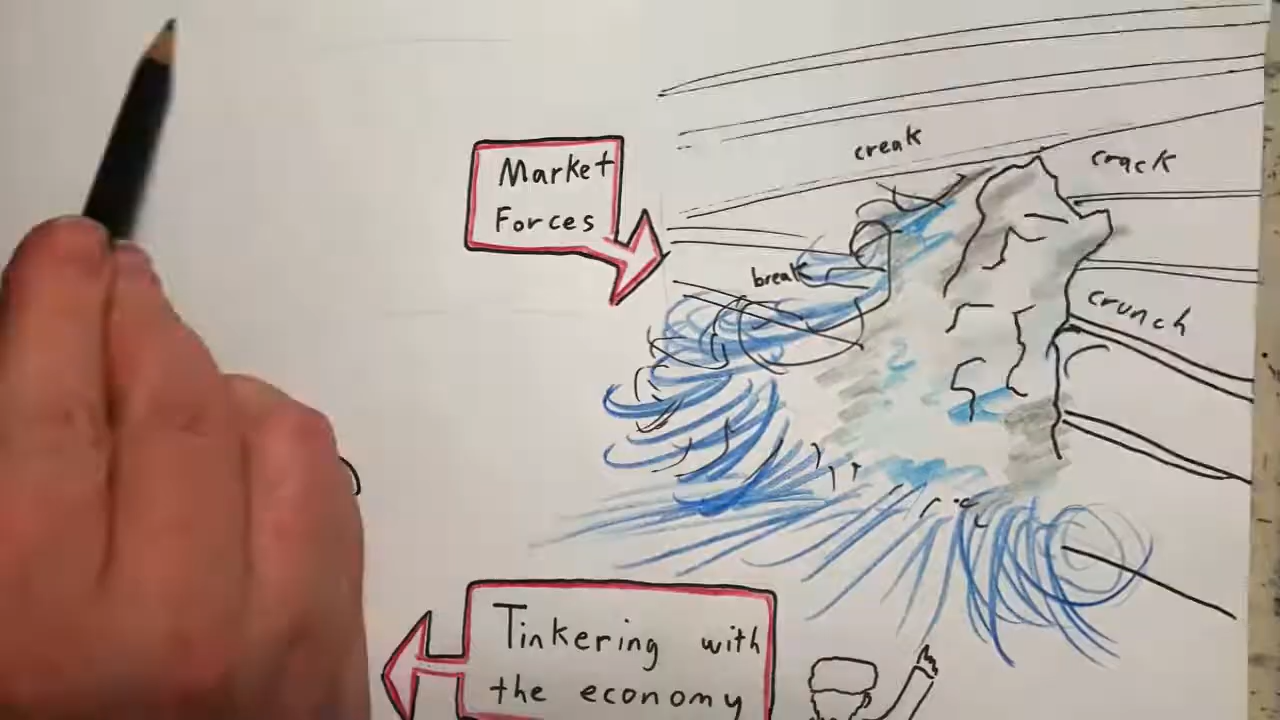 creak
crack
Market
Forces
break
crunch
Tinkering with
the economy